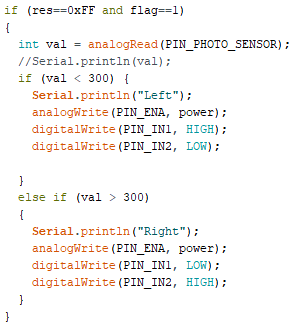 if (res==0xFF and flag==1)
{
  int val = analogRead(PIN_PHOTO_SENSOR);
  //Serial.println(val);
  if (val < 300) {
    Serial.println("Left");
    analogWrite(PIN_ENA, power);
    digitalWrite(PIN_IN1, HIGH);
    digitalWrite(PIN_IN2, LOW);

  }
  else if (val > 300)
  {
    Serial.println("Right");
    analogWrite(PIN_ENA, power);
    digitalWrite(PIN_IN1, LOW);
    digitalWrite(PIN_IN2, HIGH);
  }
}